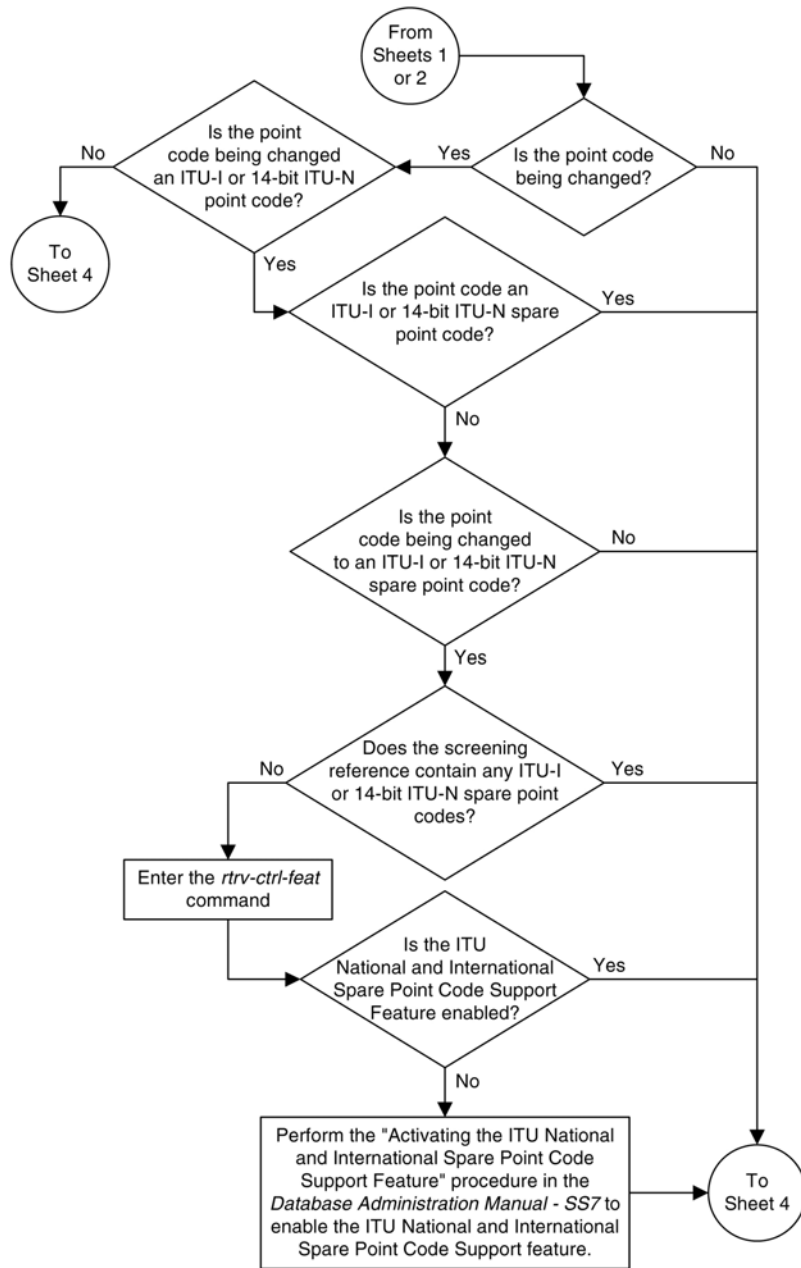 From
Sheets 1
or 2
Is the point code
being changed?
Yes
No
Is the point
code being changed
an ITU-I or 14-bit ITU-N
point code?
No
To
Sheet 4
Yes
Is the point code an
ITU-I or 14-bit ITU-N spare
point code?
Yes
No
Is the point
code being changed
to an ITU-I or 14-bit ITU-N
spare point code?
No
Yes
Does the screening
reference contain any ITU-I
or 14-bit ITU-N spare point
codes?
No
Yes
Enter the rtrv-ctrl-feat
command
Is the ITU
National and International
Spare Point Code Support
Feature enabled?
Yes
No
Perform the "Activating the ITU National
and International Spare Point Code
Support Feature" procedure in the
Database Administration Manual - SS7 to
enable the ITU National and International
Spare Point Code Support feature.
To
Sheet 4